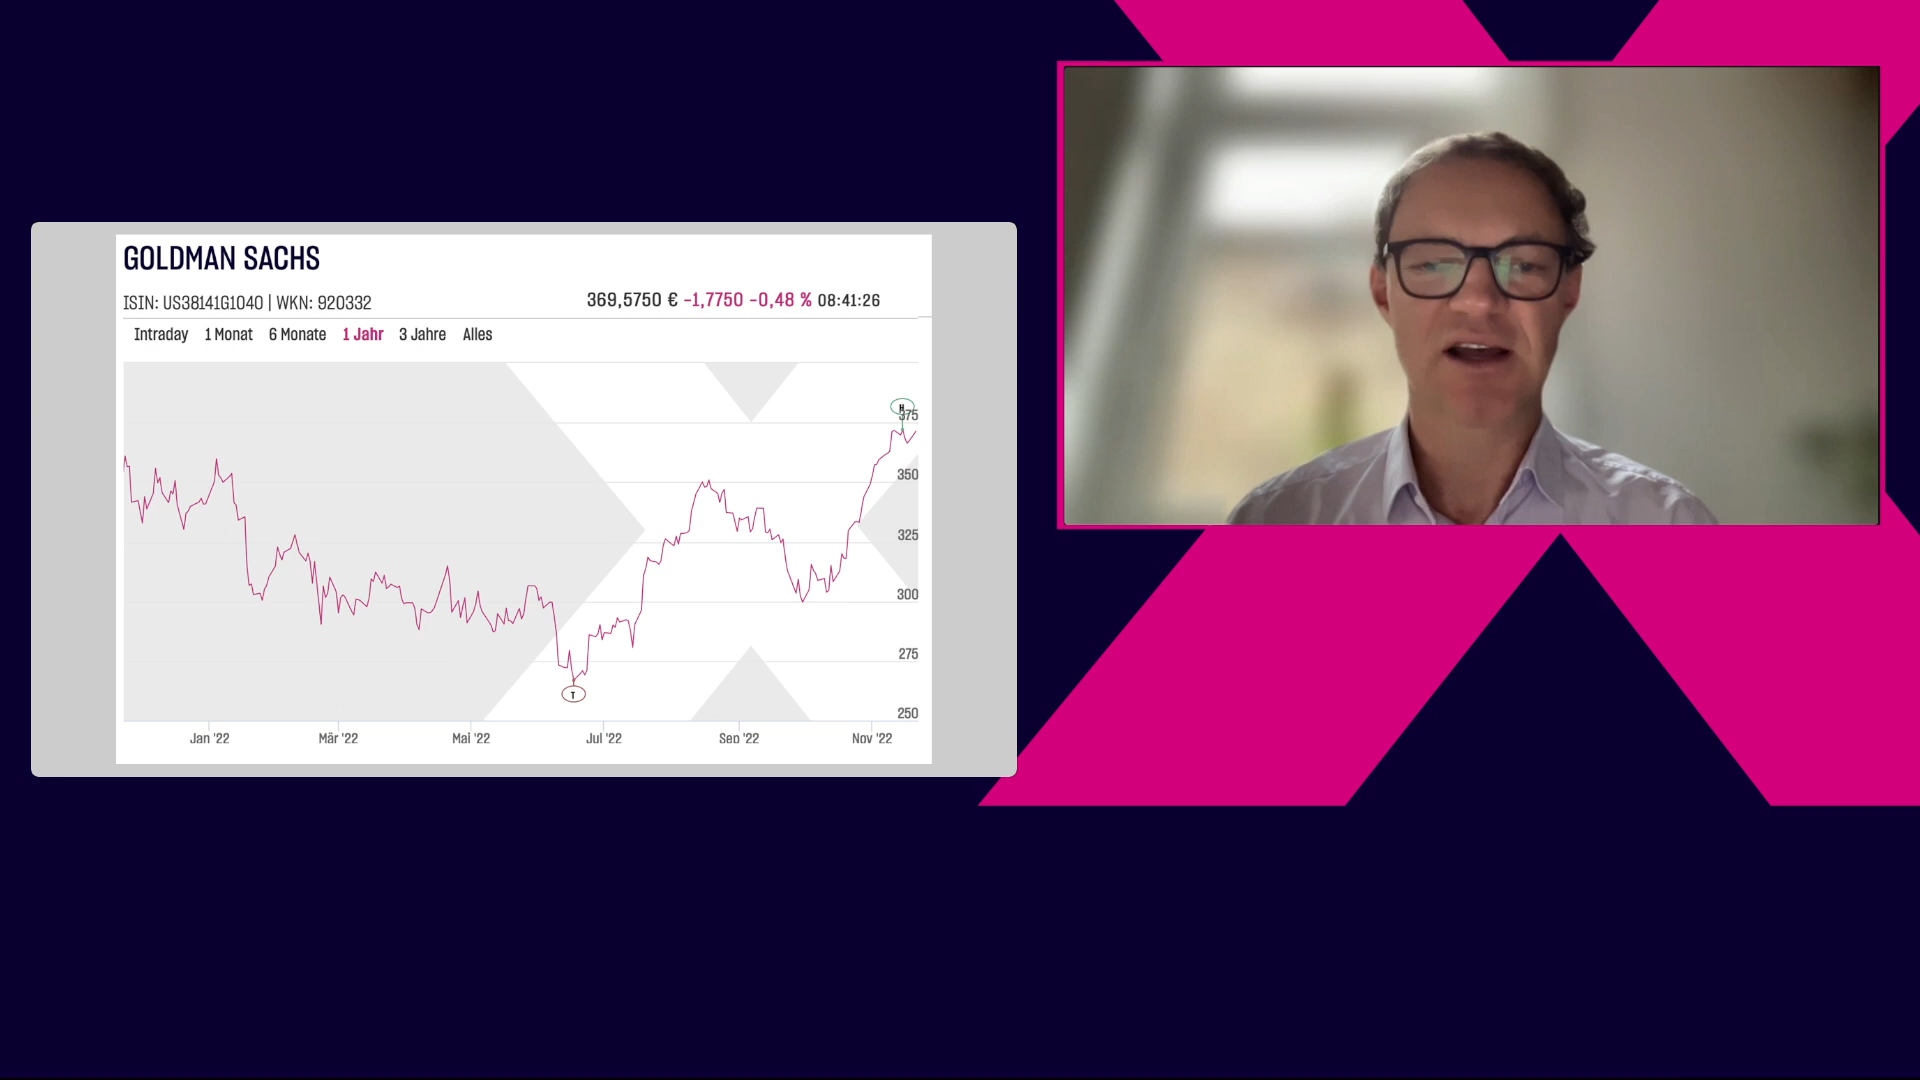 GOLDMAN SACHS
ISIN: US38141G1040 | WKN: 920332
369,5750 € -1,7750 -0,48 % 08:41:26
Intraday 1 Monat 6 Monate 1 Jahr 3 Jahre Alles
H
375
350
325
300
275
T
250
Jan '22 Mär '22 Mai '22 Jul '22 Sep '22 Nov '22